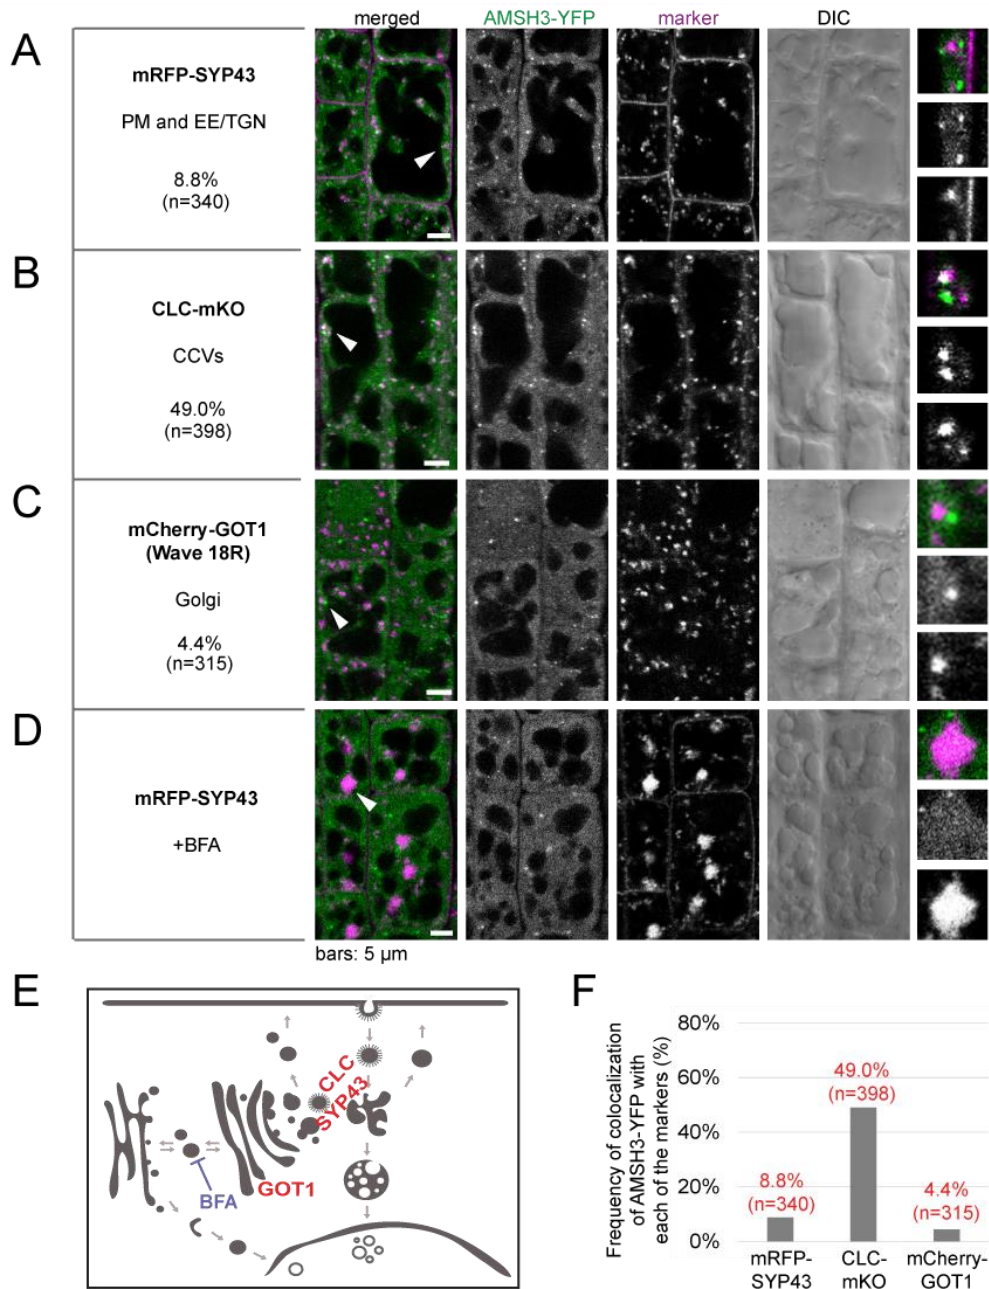 merged AMSH3-YFP marker DIC
A
mRFP-SYP43
PM and EE/TGN
8.8%
(n=340)
B
CLC-mKO
CCVs
49.0%
(n=398)
C
mCherry-GOT1
(Wave 18R)
Golgi
4.4%
(n=315)
D
mRFP-SYP43
+BFA
bars: 5 µm
E
CLC
SYP43
GOT1
BFA
F
Frequency of colocalization
of AMSH3-YFP with
each of the markers (%)
80%
60%
40%
20%
0%
8.8%
(n=340)
49.0%
(n=398)
4.4%
(n=315)
mRFP-
SYP43
CLC-
mKO
mCherry-
GOT1